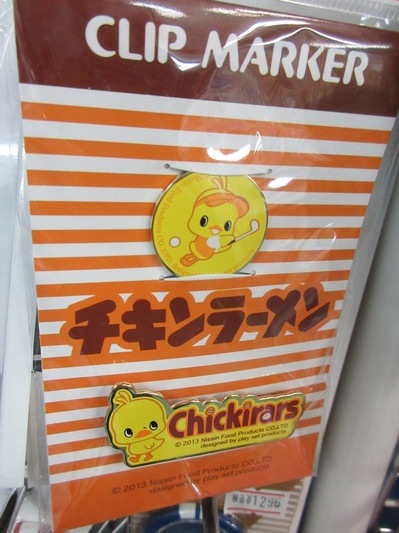 CLIP MARKER
チキンラーメン
Chickirars
© 2013 Nissin Food Products CO.,LTD.
designed by play set products
© 2013 Nissin Food Products CO.,LTD.
designed by play set products
¥1296